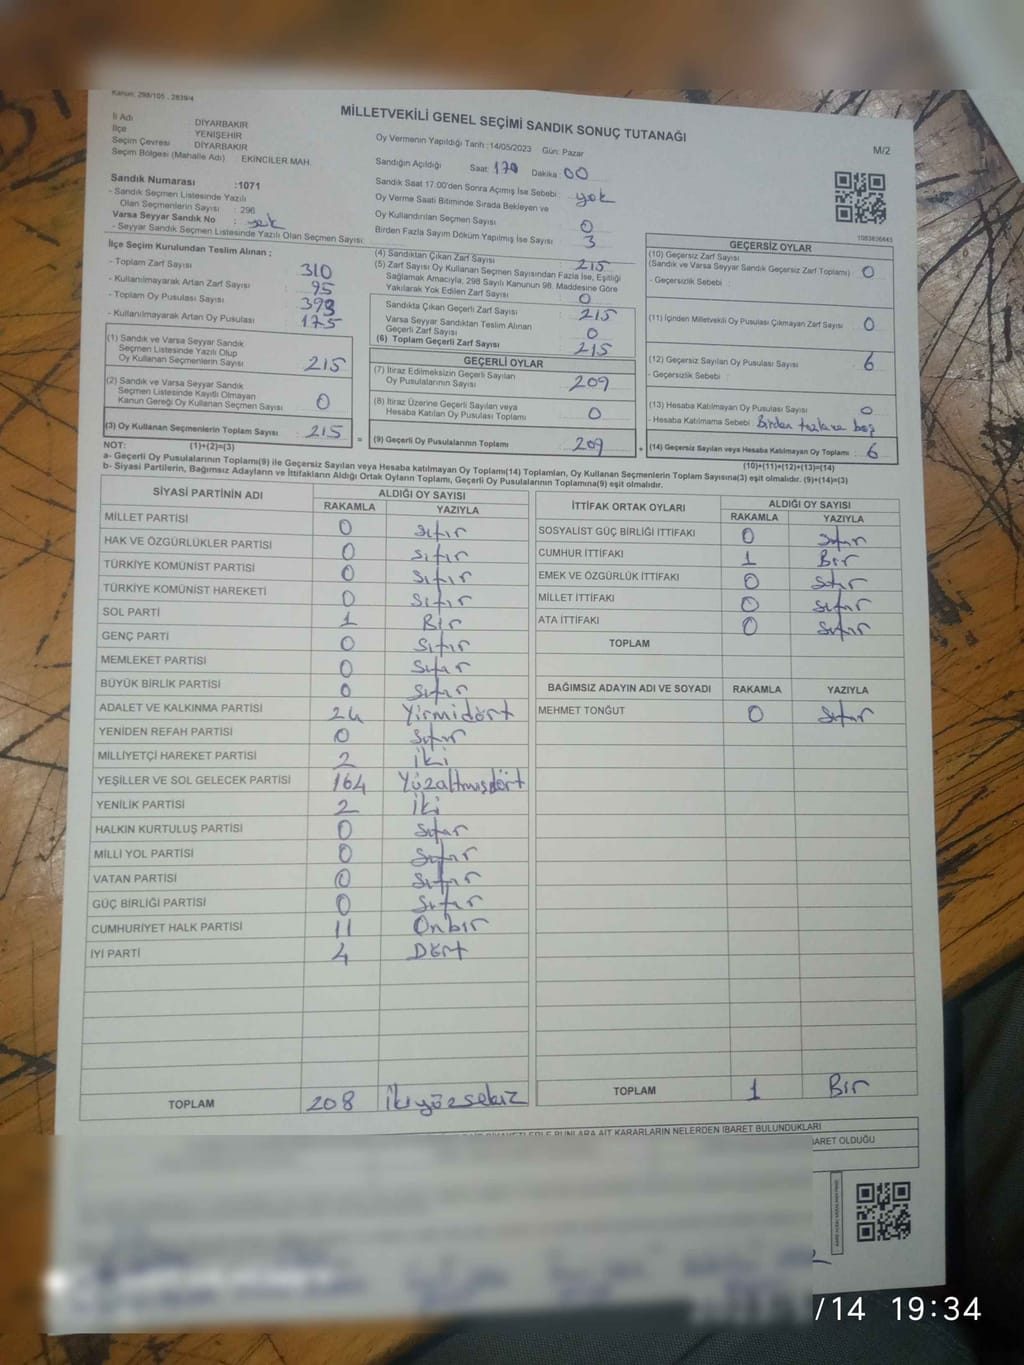 Kanun: 298/105 , 2839/4
MİLLETVEKİLİ GENEL SEÇİMİ SANDIK SONUÇ TUTANAĞI
M/2
İl Adı : DİYARBAKIR
İlçe : YENİŞEHİR
Seçim Çevresi : DİYARBAKIR
Seçim Bölgesi (Mahalle Adı) : EKİNCİLER MAH.
Oy Vermenin Yapıldığı Tarih : 14/05/2023 Gün: Pazar
Sandığın Açıldığı Saat: Dakika: 00
Sandık Saat 17.00'den Sonra Açımış İse Sebebi : yok
Oy Verme Saati Bitiminde Sırada Bekleyen ve
Oy Kullandırılan Seçmen Sayısı : 0
Birden Fazla Sayım Döküm Yapılmış İse Sayısı : 3
Sandık Numarası :1071
- Sandık Seçmen Listesinde Yazılı
Olan Seçmenlerin Sayısı : 296
Varsa Seyyar Sandık No : yok
- Seyyar Sandık Seçmen Listesinde Yazılı Olan Seçmen Sayısı:
1083836645
İlçe Seçim Kurulundan Teslim Alınan ;
- Toplam Zarf Sayısı : 310
- Kullanılmayarak Artan Zarf Sayısı : 95
- Toplam Oy Pusulası Sayısı : 393
- Kullanılmayarak Artan Oy Pusulası : 175
(1) Sandık ve Varsa Seyyar Sandık
Seçmen Listesinde Yazılı Olup
Oy Kullanan Seçmenlerin Sayısı : 215
(2) Sandık ve Varsa Seyyar Sandık
Seçmen Listesinde Kayıtlı Olmayan
Kanun Gereği Oy Kullanan Seçmen Sayısı : 0
(3) Oy Kullanan Seçmenlerin Toplam Sayısı : 215
(4) Sandıktan Çıkan Zarf Sayısı : 215
(5) Zarf Sayısı Oy Kullanan Seçmen Sayısından Fazla İse, Eşitliği
Sağlamak Amacıyla, 298 Sayılı Kanunun 98. Maddesine Göre
Yakılarak Yok Edilen Zarf Sayısı : 0
Sandıkta Çıkan Geçerli Zarf Sayısı : 215
Varsa Seyyar Sandıktan Teslim Alınan
Geçerli Zarf Sayısı : 0
(6) Toplam Geçerli Zarf Sayısı : 215
GEÇERLİ OYLAR
(7) İtiraz Edilmeksizin Geçerli Sayılan
Oy Pusulalarının Sayısı : 209
(8) İtiraz Üzerine Geçerli Sayılan veya
Hesaba Katılan Oy Pusulası Toplamı : 0
= (9) Geçerli Oy Pusulalarının Toplamı : 209
GEÇERSİZ OYLAR
(10) Geçersiz Zarf Sayısı
(Sandık ve Varsa Seyyar Sandık Geçersiz Zarf Toplamı) : 0
- Geçersiz Sebebi :
(11) İçinden Milletvekili Oy Pusulası Çıkmayan Zarf Sayısı : 0
(12) Geçersiz Sayılan Oy Pusulası Sayısı : 6
- Geçersizlik Sebebi :
(13) Hesaba Katılmayan Oy Pusulası Sayısı : 0
- Hesaba Katılmama Sebebi : Birden
+ (14) Geçersiz Sayılan veya Hesaba Katılmayan Oy Toplamı : 6
NOT: (1)+(2)=(3)
(10)+(11)+(12)+(13)=(14)
a- Geçerli Oy Pusulalarının Toplamı(9) ile Geçersiz Sayılan veya Hesaba katılmayan Oy Toplamı(14) Toplamları, Oy Kullanan Seçmenlerin Toplam Sayısına(3) eşit olmalıdır. (9)+(14)=(3)
b- Siyasi Partilerin, Bağımsız Adayların ve İttifakların Aldığı Ortak Oyların Toplamı, Geçerli Oy Pusulalarının Toplamına(9) eşit olmalıdır.
SİYASİ PARTİNİN ADI ALDIĞI OY SAYISI
RAKAMLA YAZIYLA
MİLLET PARTİSİ 0 Sıfır
HAK VE ÖZGÜRLÜKLER PARTİSİ 0 Sıfır
TÜRKİYE KOMÜNİST PARTİSİ 0 Sıfır
TÜRKİYE KOMÜNİST HAREKETİ 0 Sıfır
SOL PARTİ 1 Bir
GENÇ PARTİ 0 Sıfır
MEMLEKET PARTİSİ 0 Sıfır
BÜYÜK BİRLİK PARTİSİ 0 Sıfır
ADALET VE KALKINMA PARTİSİ 24 Yirmidört
YENİDEN REFAH PARTİSİ 0 Sıfır
MİLLİYETÇİ HAREKET PARTİSİ 2 İki
YEŞİLLER VE SOL GELECEK PARTİSİ 164 Yüzaltmışdört
YENİLİK PARTİSİ 2 İki
HALKIN KURTULUŞ PARTİSİ 0 Sıfır
MİLLİ YOL PARTİSİ 0 Sıfır
VATAN PARTİSİ 0 Sıfır
GÜÇ BİRLİĞİ PARTİSİ 0 Sıfır
CUMHURİYET HALK PARTİSİ 11 Onbir
İYİ PARTİ 4 Dört
TOPLAM 208 İkiyüzsekiz
İTTİFAK ORTAK OYLARI ALDIĞI OY SAYISI
RAKAMLA YAZIYLA
SOSYALİST GÜÇ BİRLİĞİ İTTİFAKI 0 Sıfır
CUMHUR İTTİFAKI 1 Bir
EMEK VE ÖZGÜRLÜK İTTİFAKI 0 Sıfır
MİLLET İTTİFAKI 0 Sıfır
ATA İTTİFAKI 0 Sıfır
TOPLAM
BAĞIMSIZ ADAYIN ADI VE SOYADI RAKAMLA YAZIYLA
MEHMET TONĞUT 0 Sıfır
TOPLAM 1 Bir
BUNLARA AİT KARARLARIN NELERDEN İBARET BULUNDUKLARI
İBARET OLDUĞU
/14 19:34